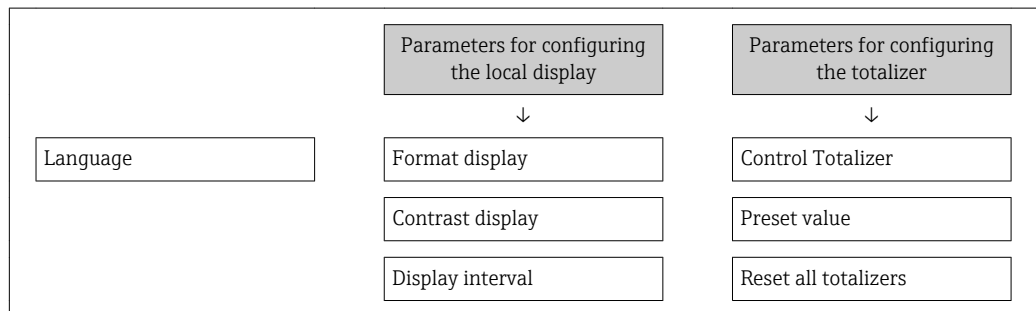 Parameters for configuring
the local display
Parameters for configuring
the totalizer
↓
↓
Language
Format display
Control Totalizer
Contrast display
Preset value
Display interval
Reset all totalizers